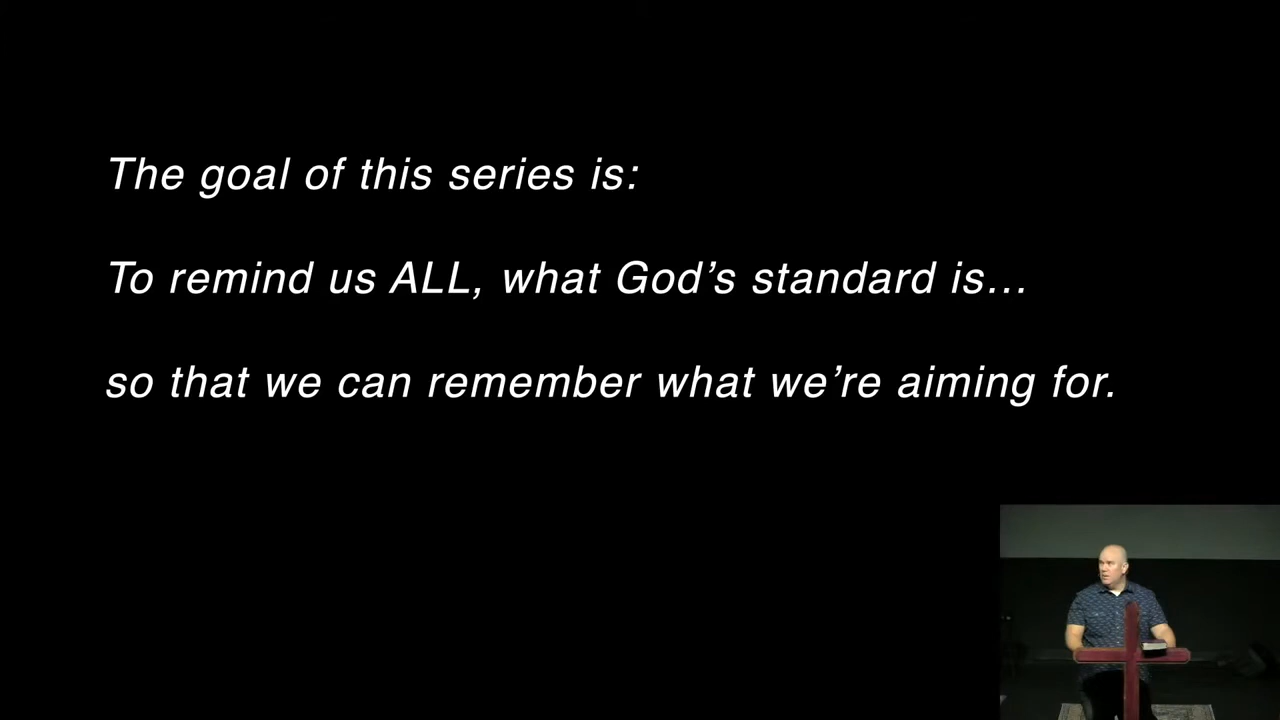 The goal of this series is:
To remind us ALL, what God’s standard is...
so that we can remember what we’re aiming for.